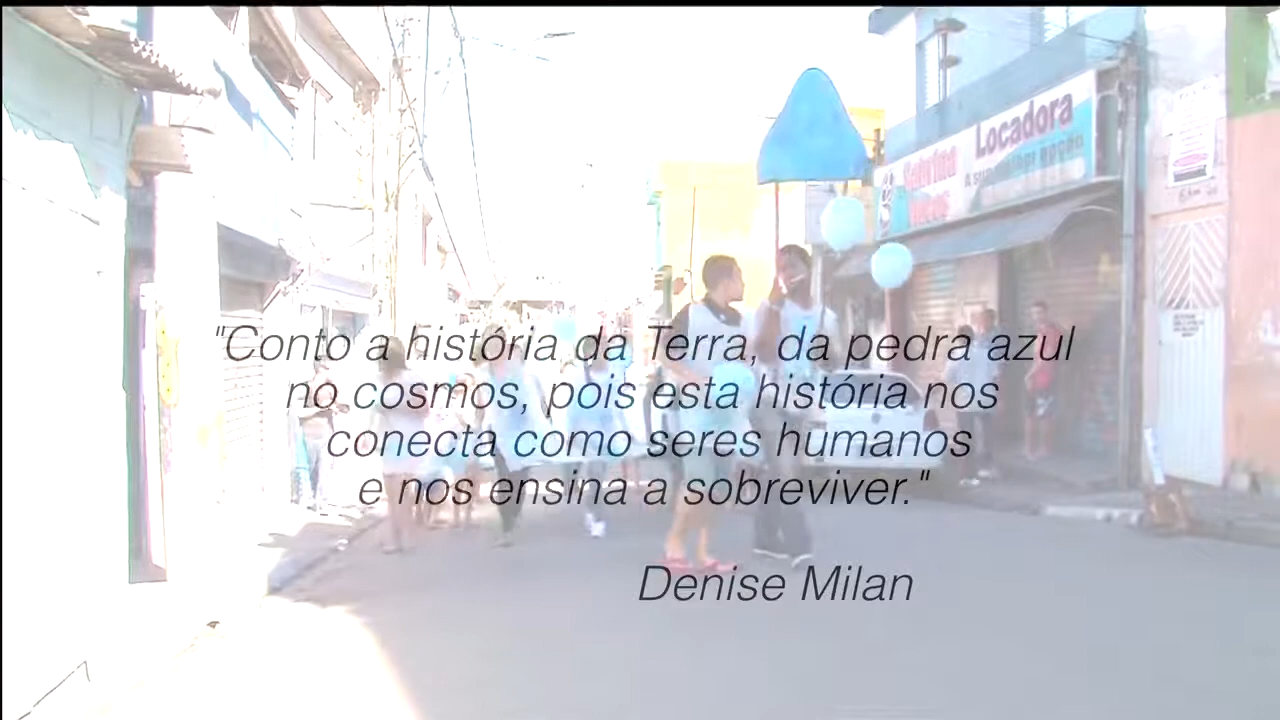 Locadora
"Conto a história da Terra, da pedra azul
no cosmos, pois esta história nos
conecta como seres humanos
e nos ensina a sobreviver."
Denise Milan